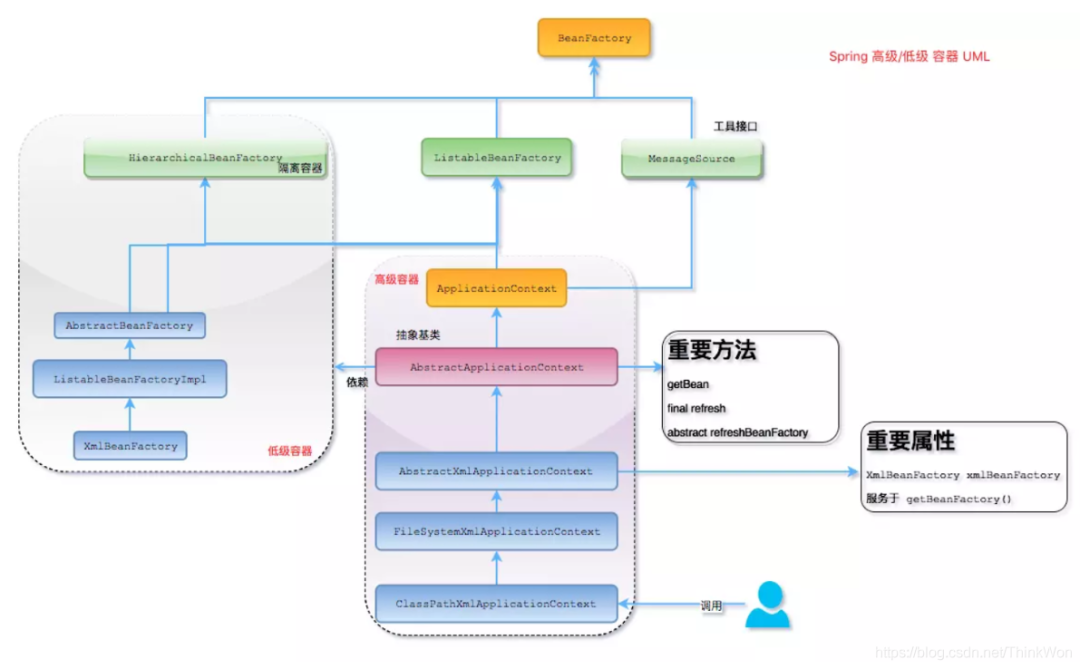 BeanFactory
Spring 高级/低级 容器 UML
工具接口
HierarchicalBeanFactory
隔离容器
ListableBeanFactory
MessageSource
高级容器
ApplicationContext
AbstractBeanFactory
抽象基类
ListableBeanFactoryImpl
依赖
AbstractApplicationContext
重要方法
getBean
final refresh
abstract refreshBeanFactory
XmlBeanFactory
低级容器
AbstractXmlApplicationContext
重要属性
XmlBeanFactory xmlBeanFactory
服务于 getBeanFactory()
FileSystemXmlApplicationContext
ClassPathXmlApplicationContext
调用
https://blog.csdn.net/ThinkWon